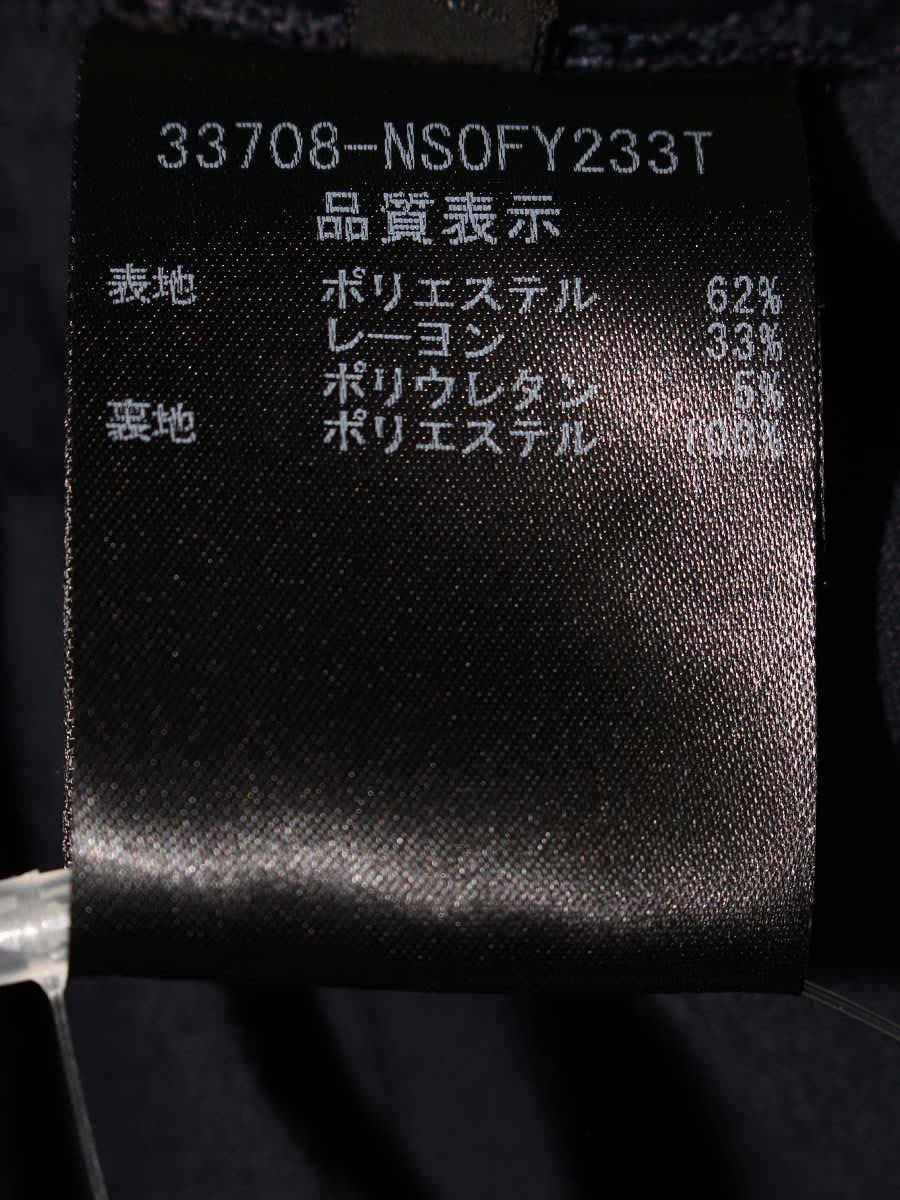 33708-NSOFY233T
品質表示
表地 ポリエステル 62%
レーヨン 33%
ポリウレタン 5%
裏地 ポリエステル 100%